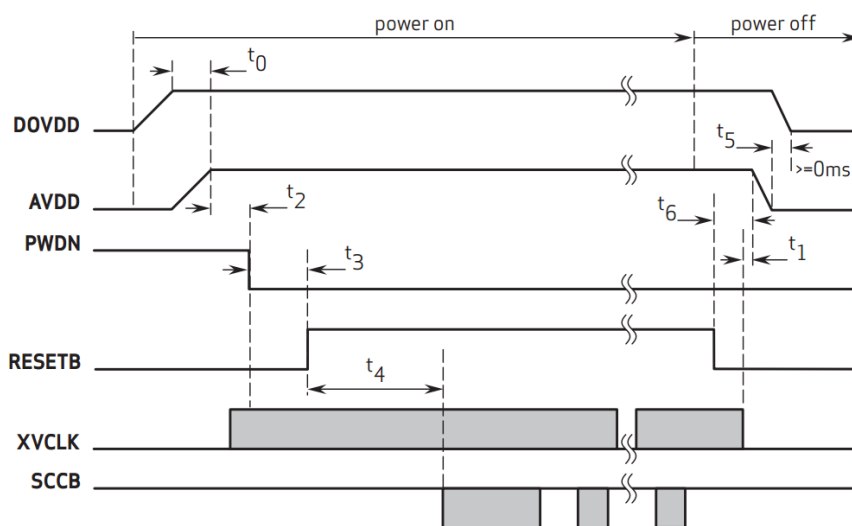 power on
power off
t0
DOVDD
t5
>=0ms
AVDD
t2
t6
PWDN
t3
t1
RESETB
t4
XVCLK
SCCB